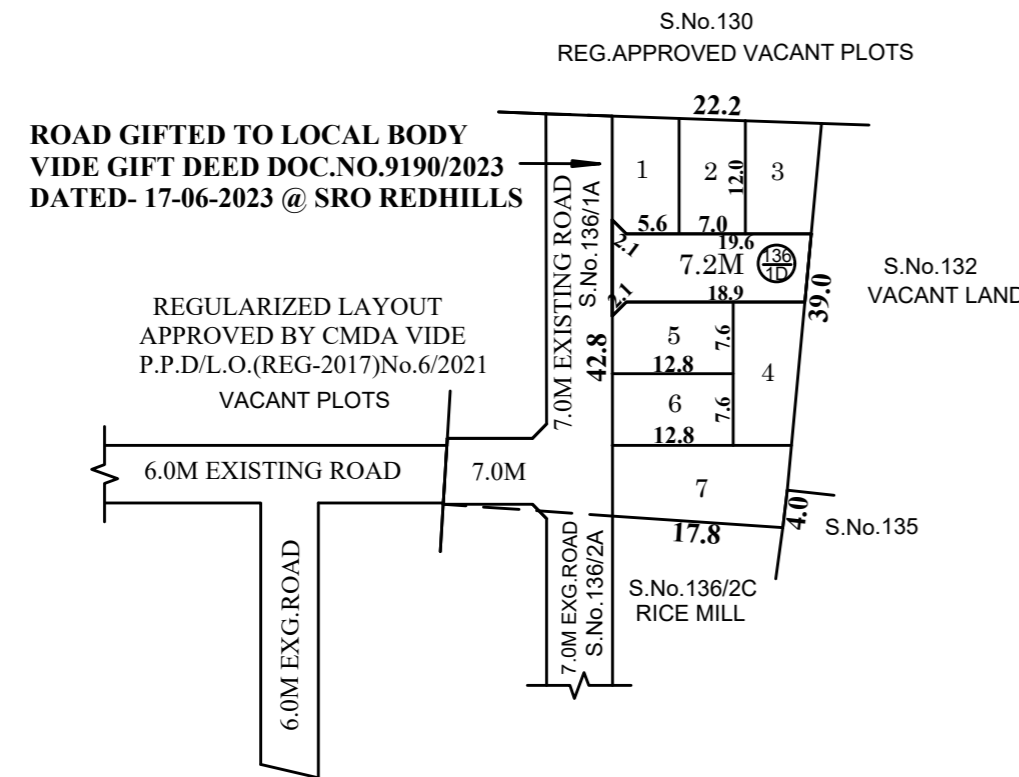 S.No.130
REG.APPROVED VACANT PLOTS
22.2
ROAD GIFTED TO LOCAL BODY
VIDE GIFT DEED DOC.NO.9190/2023
DATED- 17-06-2023 @ SRO REDHILLS
1
2
12.0
3
5.6
7.0
7.0M EXISTING ROAD
S.No.136/1A
2.1
19.6
7.2M
136
1D
18.9
2.1
39.0
S.No.132
VACANT LAND
REGULARIZED LAYOUT
APPROVED BY CMDA VIDE
P.P.D/L.O.(REG-2017)No.6/2021
VACANT PLOTS
42.8
5
7.6
12.8
4
6
7.6
12.8
6.0M EXISTING ROAD
7.0M
7
17.8
4.0
S.No.135
6.0M EXG.ROAD
7.0M EXG.ROAD
S.No.136/2A
S.No.136/2C
RICE MILL